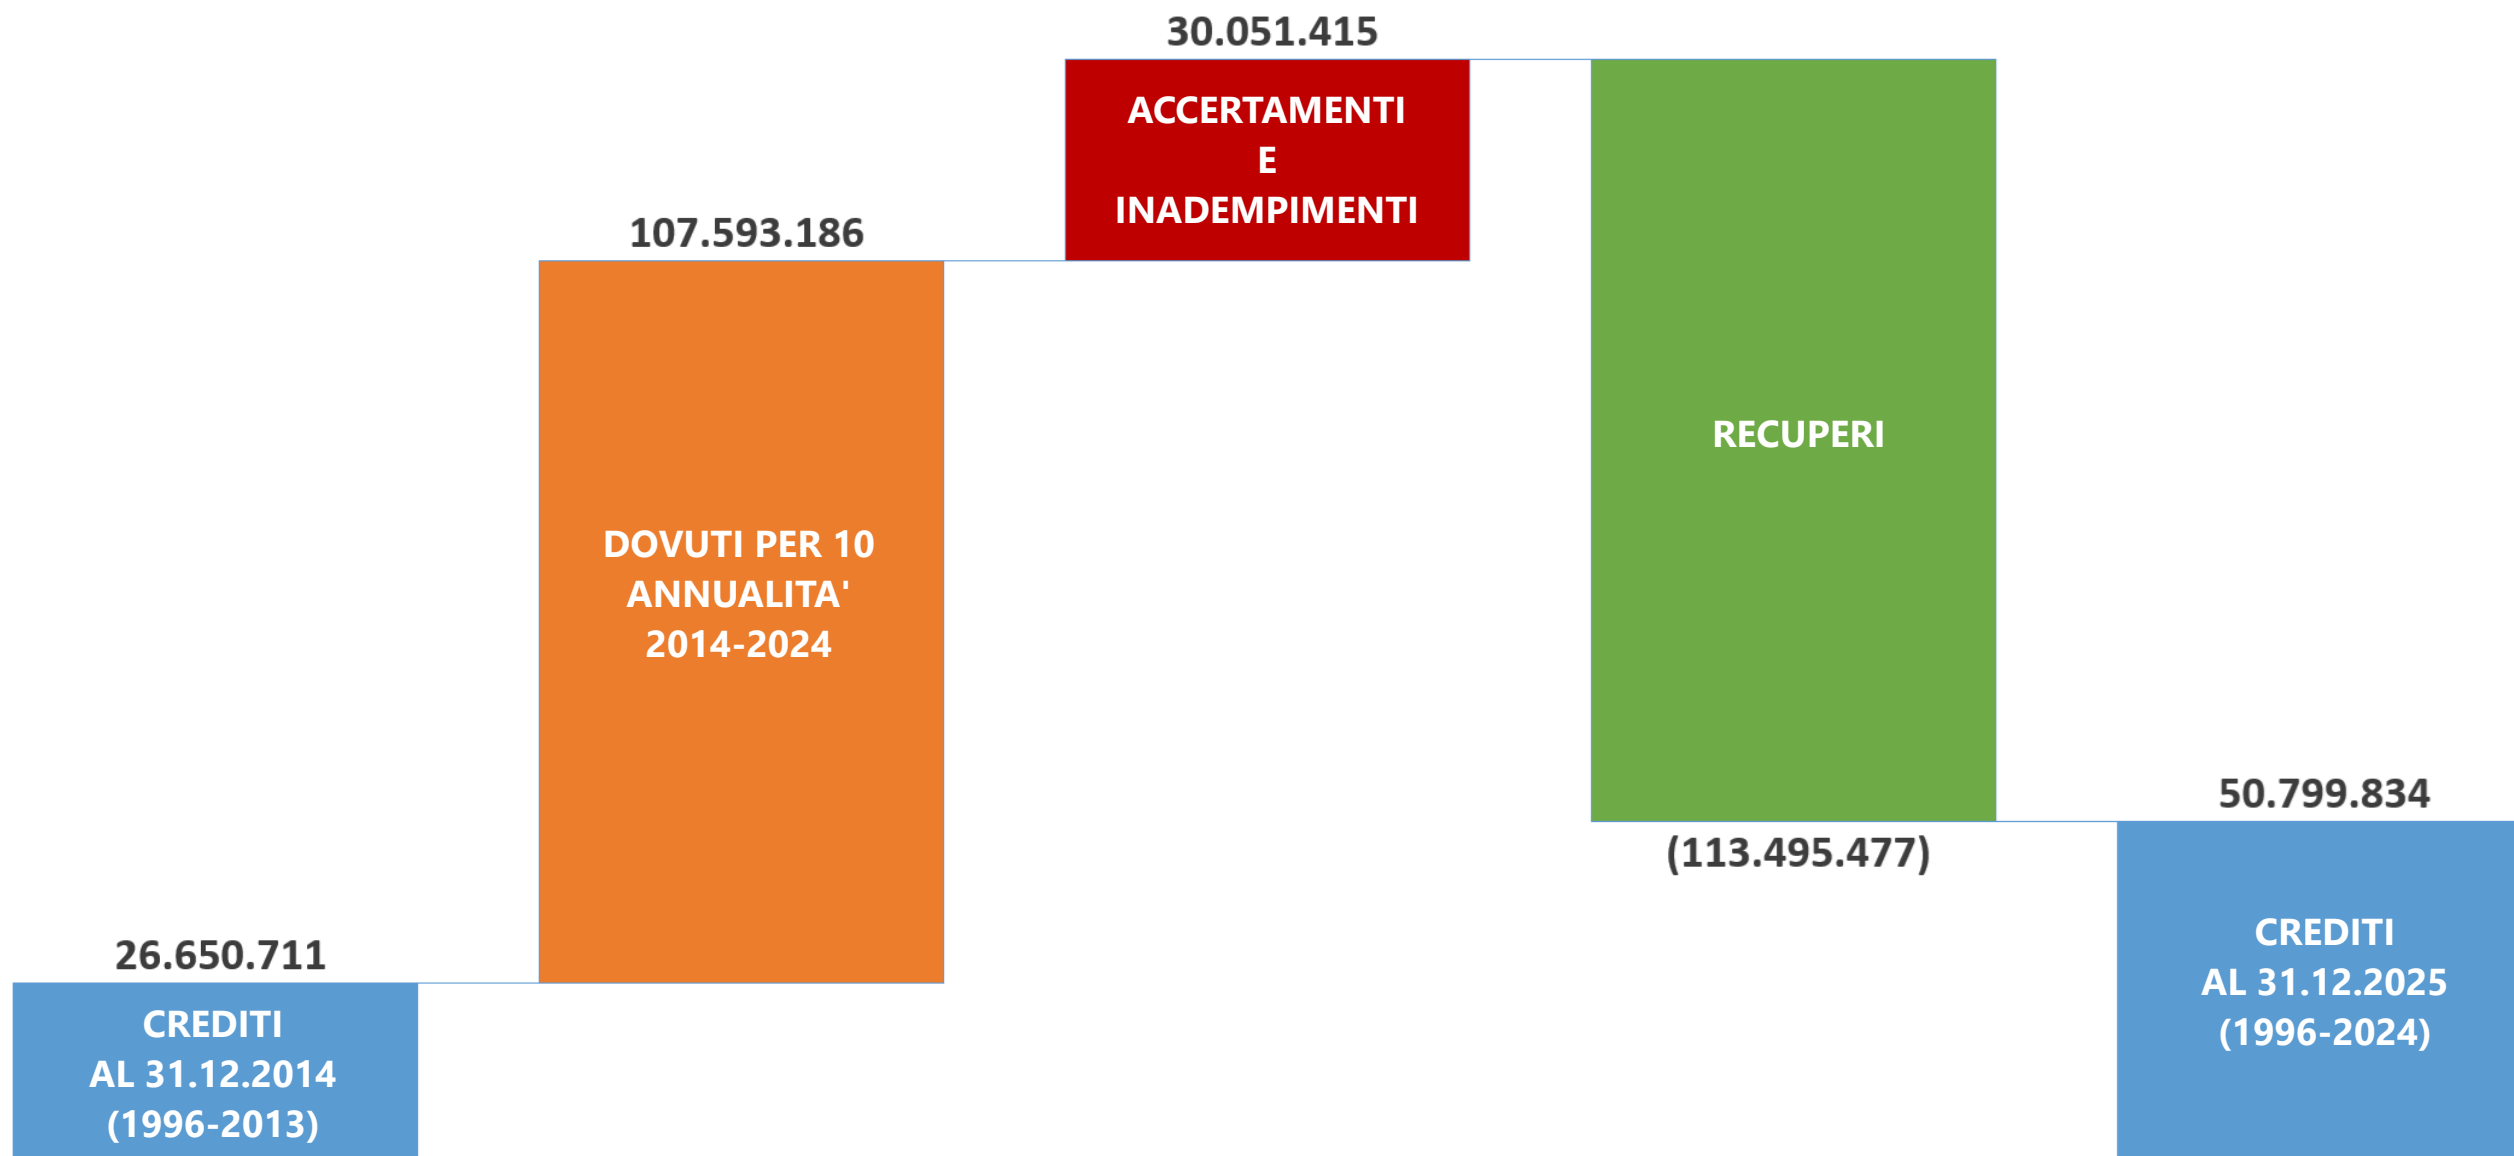 26.650.711
CREDITI
AL 31.12.2014
(1996-2013)
107.593.186
DOVUTI PER 10
ANNUALITA'
2014-2024
30.051.415
ACCERTAMENTI
E
INADEMPIMENTI
RECUPERI
(113.495.477)
50.799.834
CREDITI
AL 31.12.2025
(1996-2024)